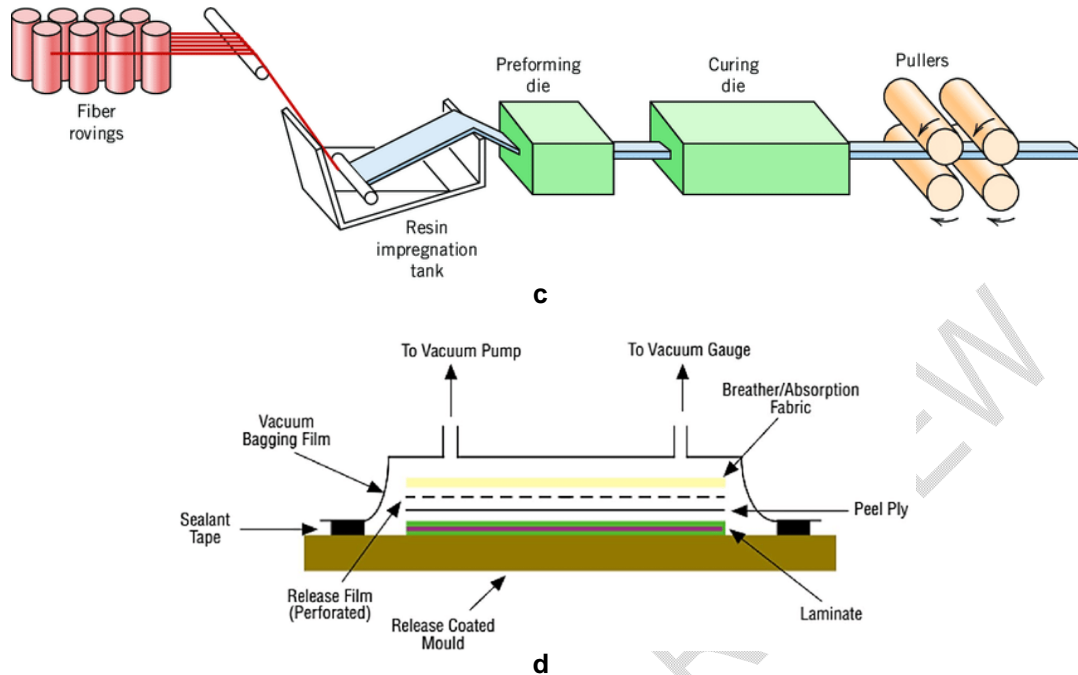 Fiber
rovings
Resin
impregnation
tank
Preforming
die
Curing
die
Pullers
c
To Vacuum Pump
To Vacuum Gauge
Breather/Absorption
Fabric
Vacuum
Bagging Film
Sealant
Tape
Peel Ply
Release Film
(Perforated)
Release Coated
Mould
Laminate
d